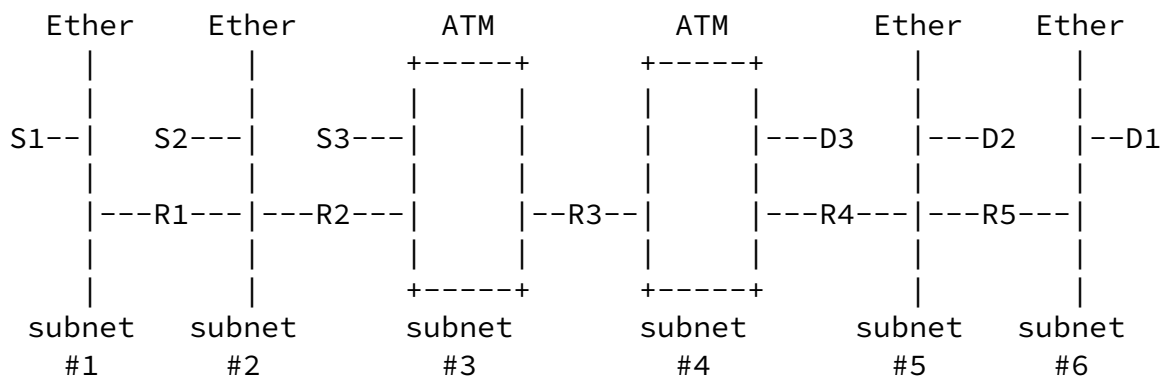 Ether Ether ATM ATM Ether Ether
S1 S2 S3 D3 D2 D1
R1 R2 R3 R4 R5
subnet subnet subnet subnet subnet subnet
#1 #2 #3 #4 #5 #6